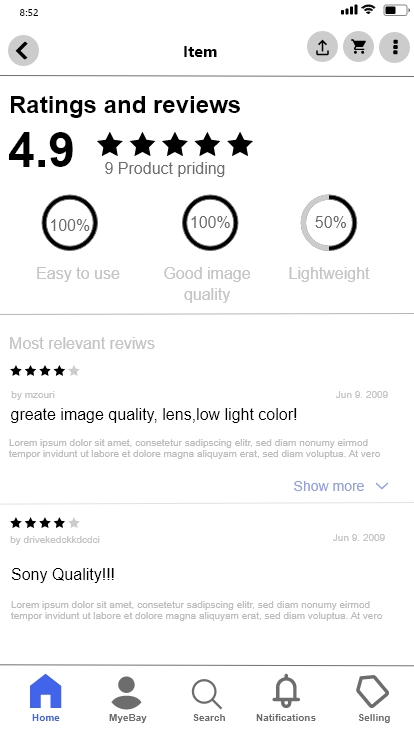 8:52
Item
Ratings and reviews
4.9
9 Product priding
100%
100%
50%
Easy to use
Good image
quality
Lightweight
Most relevant reviws
by mzouri
Jun 9. 2009
greate image quality, lens,low light color!
Lorem ipsum dolor sit amet, consetetur sadipscing elitr, sed diam nonumy eirmod
tempor invidunt ut labore et dolore magna aliquyam erat, sed diam voluptua. At vero
Show more
by drivekedckkdcdci
Jun 9. 2009
Sony Quality!!!
Lorem ipsum dolor sit amet, consetetur sadipscing elitr, sed diam nonumy eirmod
tempor invidunt ut labore et dolore magna aliquyam erat, sed diam voluptua. At vero
Home
MyeBay
Search
Natifications
Selling